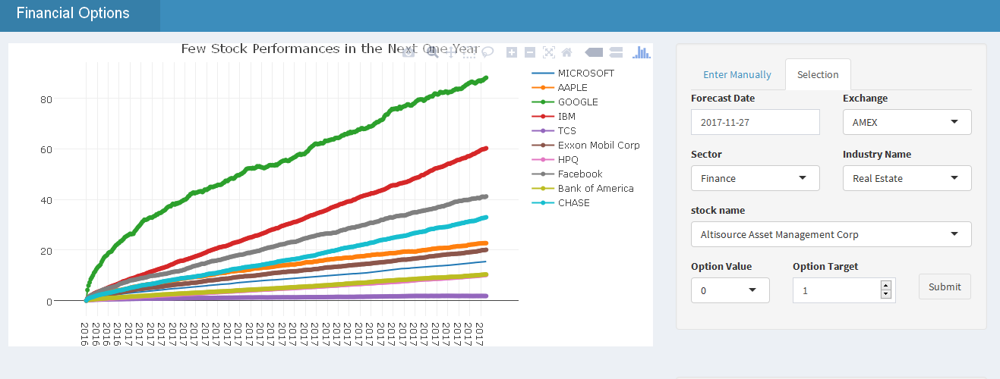 Financial Options
Few Stock Performances in the Next One Year
80
60
40
20
0
2016 2016 2016 2016 2017 2017 2017 2017 2017 2017 2017 2017 2017 2017 2017 2017 2017 2017 2017 2017 2017 2017 2017 2017 2017 2017 2017 2017 2017 2017 2017 2017 2017 2017 2017 2017 2017
MICROSOFT
AAPLE
GOOGLE
IBM
TCS
Exxon Mobil Corp
HPQ
Facebook
Bank of America
CHASE
Enter Manually Selection
Forecast Date Exchange
2017-11-27 AMEX
Sector Industry Name
Finance Real Estate
stock name
Altisource Asset Management Corp
Option Value Option Target
0 1 Submit